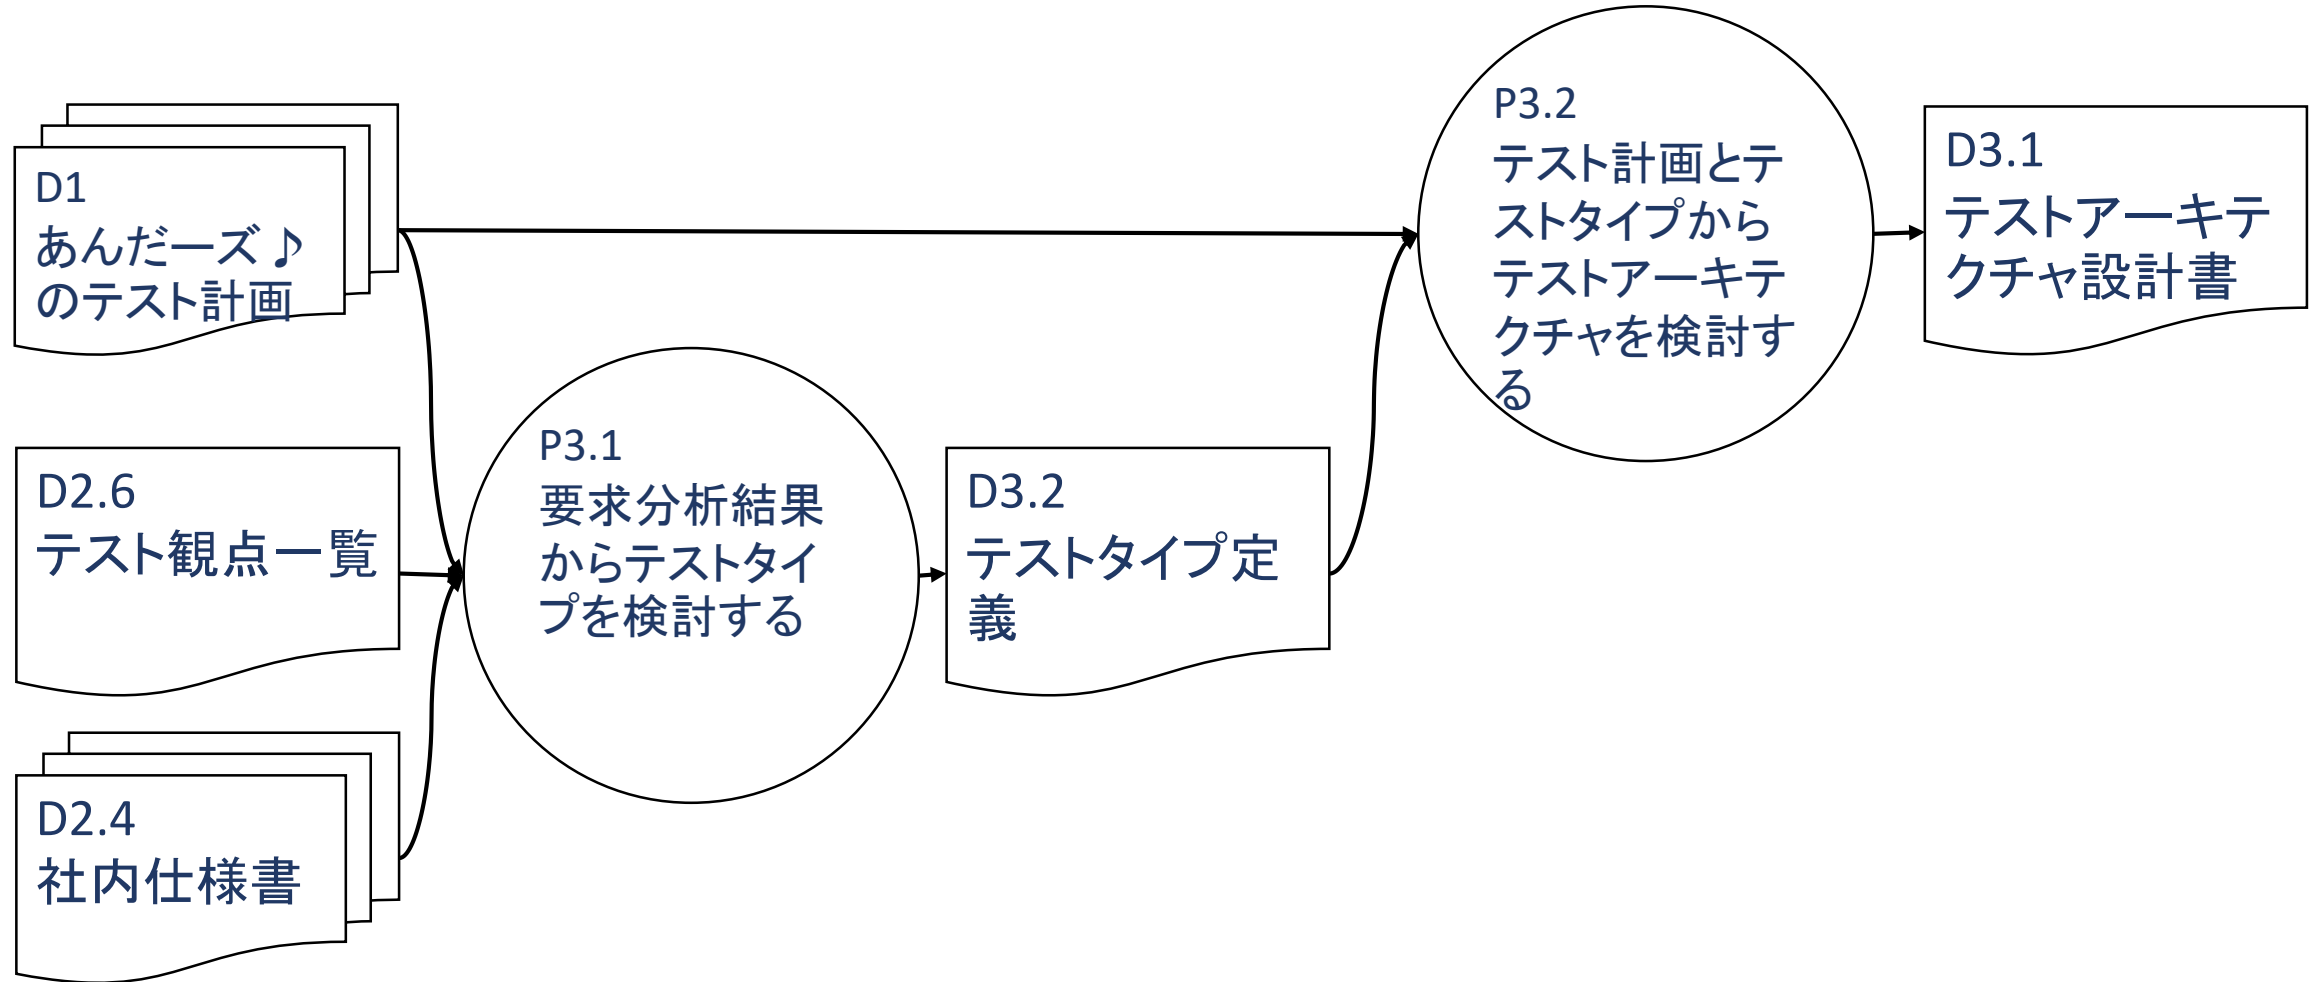 D1
あんだーズ♪
のテスト計画
D2.6
テスト観点一覧
D2.4
社内仕様書
P3.1
要求分析結果
からテストタイ
プを検討する
D3.2
テストタイプ定
義
P3.2
テスト計画とテ
ストタイプから
テストアーキテ
クチャを検討す
る
D3.1
テストアーキテ
クチャ設計書